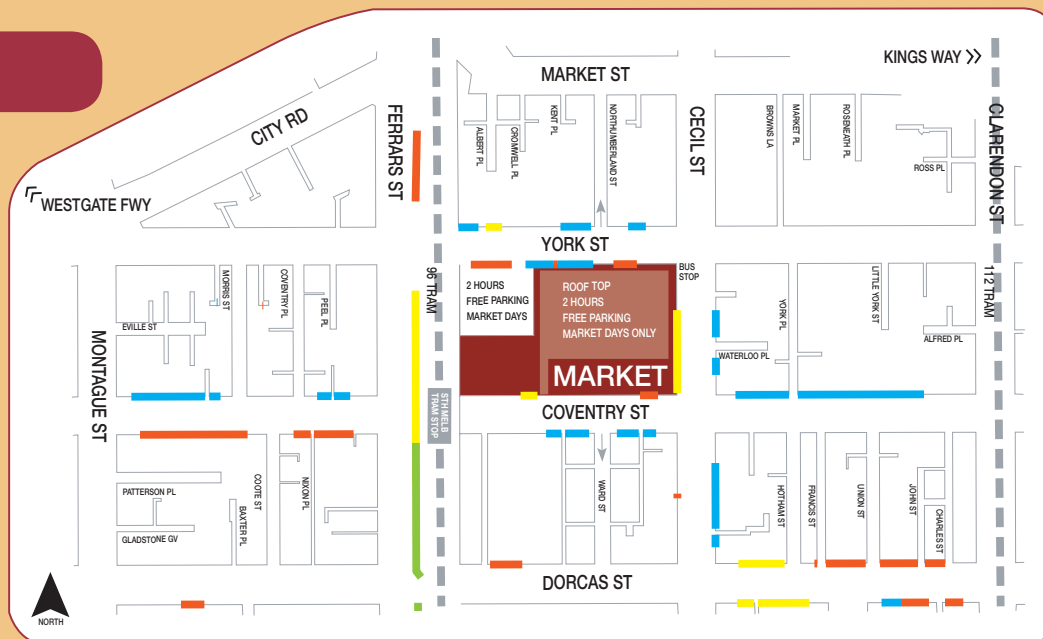 KINGS WAY
MARKET ST
CITY RD
FERRARS ST
ALBERT PL
CROMWELL PL
KENT PL
NORTHUMBERLAND ST
CECIL ST
BROWNS LA
MARKET PL
ROSENEATH PL
ROSS PL
CLARENDON ST
WESTGATE FWY
YORK ST
BUS
STOP
96 TRAM
112 TRAM
2 HOURS
FREE PARKING
MARKET DAYS
ROOF TOP
2 HOURS
FREE PARKING
MARKET DAYS ONLY
MARKET
MORRIS ST
COVENTRY PL
PEEL PL
EVILLE ST
MONTAGUE ST
YORK PL
LITTLE YORK ST
WATERLOO PL
ALFRED PL
STH MELB
TRAM STOP
COVENTRY ST
PATTERSON PL
GLADSTONE GV
BAXTER PL
COOTE ST
NIXON PL
WARD ST
HOTHAM ST
FRANCIS ST
UNION ST
JOHN ST
CHARLES ST
DORCAS ST
NORTH